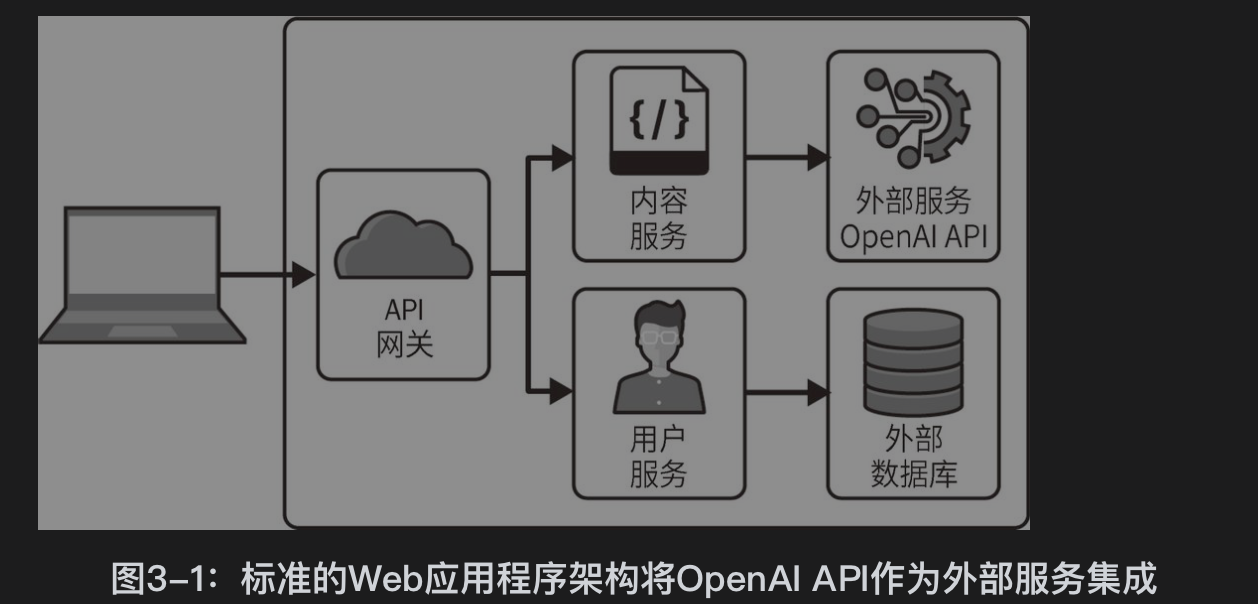 {/}
内容
服务
外部服务
OpenAI API
API
网关
用户
服务
外部
数据库
图3-1：标准的Web应用程序架构将OpenAI API作为外部服务集成